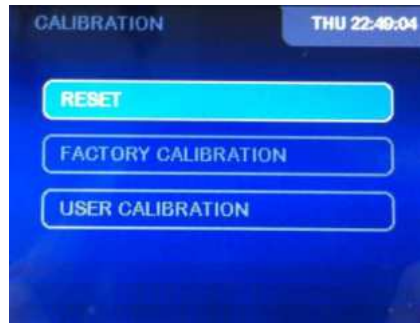 CALIBRATION THU 22:49:04
RESET
FACTORY CALIBRATION
USER CALIBRATION